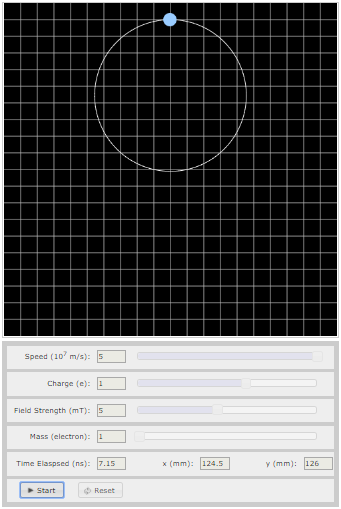 Speed (10⁷ m/s): 5
Charge (e): 1
Field Strength (mT): 5
Mass (electron): 1
Time Elaspsed (ns): 7.15 x (mm): 124.5 y (mm): 126
Start Reset